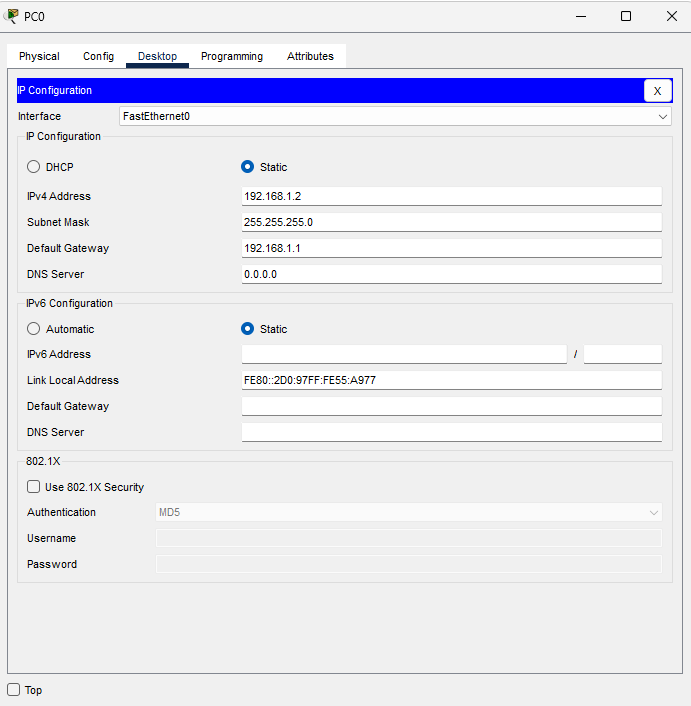 PC0
Physical Config Desktop Programming Attributes
IP Configuration X
Interface FastEthernet0
IP Configuration
DHCP Static
IPv4 Address 192.168.1.2
Subnet Mask 255.255.255.0
Default Gateway 192.168.1.1
DNS Server 0.0.0.0
IPv6 Configuration
Automatic Static
IPv6 Address /
Link Local Address FE80::2D0:97FF:FE55:A977
Default Gateway
DNS Server
802.1X
Use 802.1X Security
Authentication MD5
Username
Password
Top